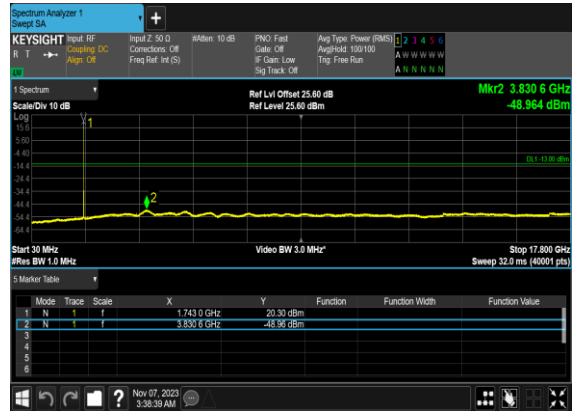 Spectrum Analyzer 1
Swept SA
+
KEYSIGHT Input: RF Input Z: 50 Ω #Atten: 10 dB PNO: Fast Avg Type: Power (RMS) 1 2 3 4 5 6
R T Coupling: DC Corrections: Off Gate: Off Avg|Hold: 100/100 A W W W W W
Align: Off Freq Ref: Int (S) IF Gain: Low Trig: Free Run
Sig Track: Off A N N N N N
1 Spectrum Ref Lvl Offset 25.60 dB Mkr2 3.830 6 GHz
Scale/Div 10 dB Ref Level 25.60 dBm -48.964 dBm
Log
15.6 1
5.60
-4.40
-14.4 DL1 -13.00 dBm
-24.4
-34.4
-44.4 2
-54.4
-64.4
Start 30 MHz Video BW 3.0 MHz* Stop 17.800 GHz
#Res BW 1.0 MHz Sweep 32.0 ms (40001 pts)
5 Marker Table
Mode Trace Scale X Y Function Function Width Function Value
1 N 1 f 1.743 0 GHz 20.30 dBm
2 N 1 f 3.830 6 GHz -48.96 dBm
3
4
5
6
? Nov 07, 2023
3:38:39 AM